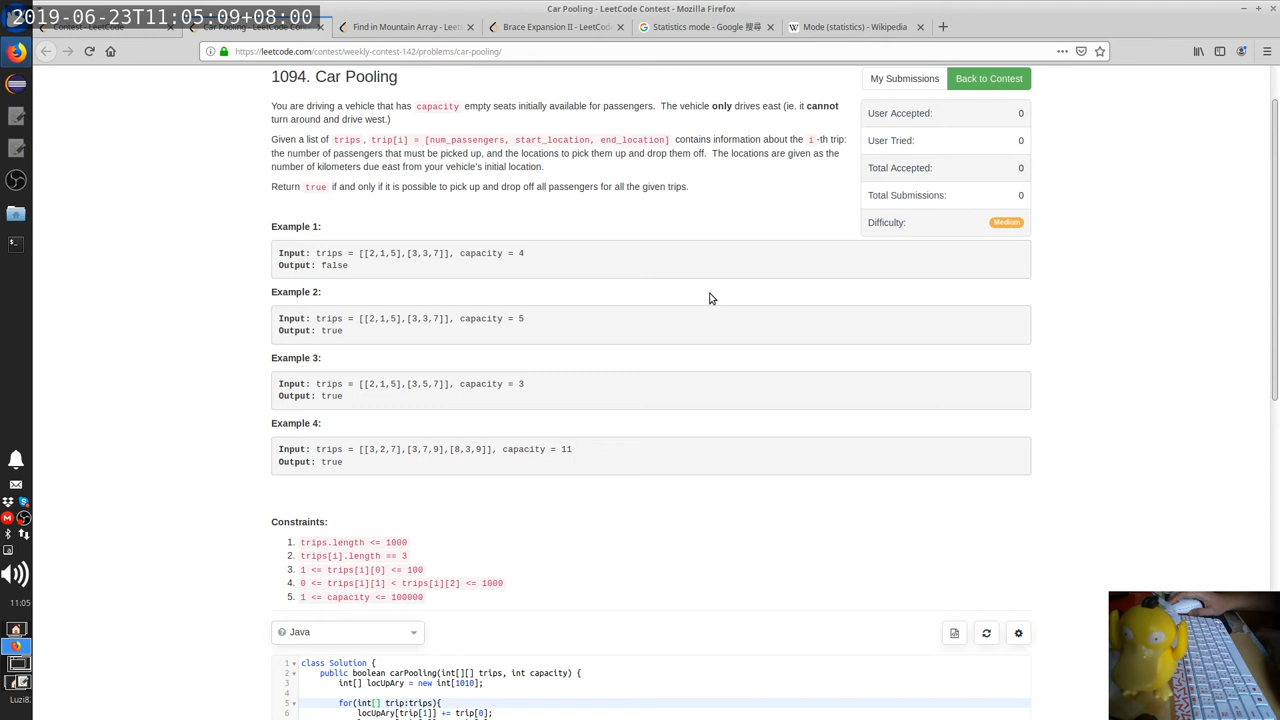 Car Pooling - LeetCode Contest - Mozilla Firefox
2019-06-23T11:05:09+08:00
Contest - LeetCode
Car Pooling - LeetCode Con
Find in Mountain Array - Leet
Brace Expansion II - LeetCode
Statistics mode - Google 搜尋
Mode (statistics) - Wikipedia
https://leetcode.com/contest/weekly-contest-142/problems/car-pooling/
1094. Car Pooling
My Submissions
Back to Contest
You are driving a vehicle that has capacity empty seats initially available for passengers. The vehicle only drives east (ie. it cannot
turn around and drive west.)
Given a list of trips, trip[i] = [num_passengers, start_location, end_location] contains information about the i-th trip:
the number of passengers that must be picked up, and the locations to pick them up and drop them off. The locations are given as the
number of kilometers due east from your vehicle's initial location.
Return true if and only if it is possible to pick up and drop off all passengers for all the given trips.
User Accepted: 0
User Tried: 0
Total Accepted: 0
Total Submissions: 0
Difficulty: Medium
Example 1:
Input: trips = [[2,1,5],[3,3,7]], capacity = 4
Output: false
Example 2:
Input: trips = [[2,1,5],[3,3,7]], capacity = 5
Output: true
Example 3:
Input: trips = [[2,1,5],[3,5,7]], capacity = 3
Output: true
Example 4:
Input: trips = [[3,2,7],[3,7,9],[8,3,9]], capacity = 11
Output: true
Constraints:
1. trips.length <= 1000
2. trips[i].length == 3
3. 1 <= trips[i][0] <= 100
4. 0 <= trips[i][1] < trips[i][2] <= 1000
5. 1 <= capacity <= 100000
Java
1 class Solution {
2 public boolean carPooling(int[][] trips, int capacity) {
3 int[] locUpAry = new int[1010];
4
5 for(int[] trip:trips){
6 locUpAry[trip[1]] += trip[0];
11:05
Luzi8